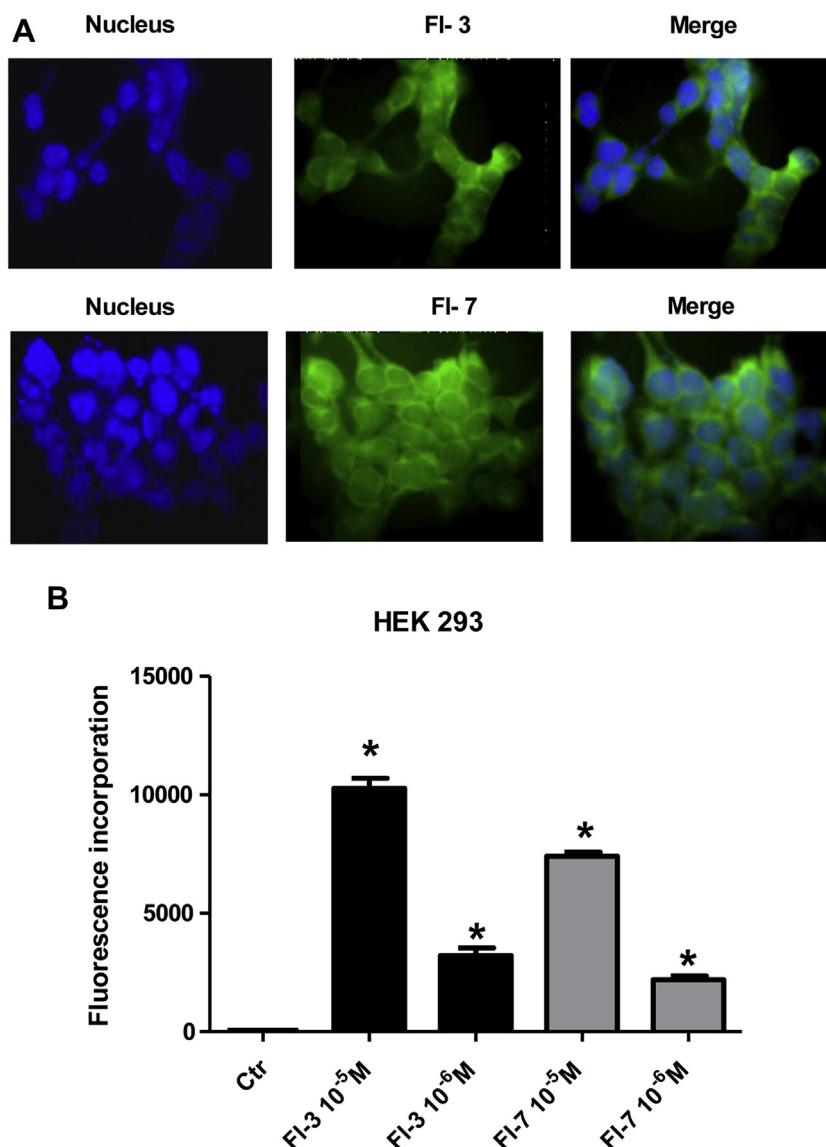 A
Nucleus Fl- 3 Merge
Nucleus Fl- 7 Merge
B
HEK 293
Fluorescence incorporation
15000
10000
5000
0
*
*
*
*
Ctr
Fl-3 10⁻⁵M
Fl-3 10⁻⁶M
Fl-7 10⁻⁵M
Fl-7 10⁻⁶M